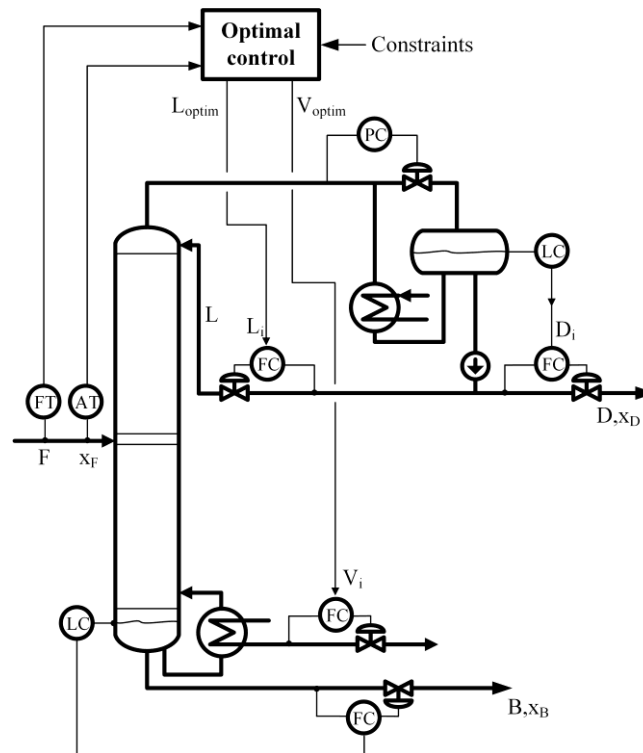 Optimal
control
Constraints
L_optim
V_optim
PC
LC
L
L_i
D_i
FC
FC
FT
AT
D,x_D
F
x_F
V_i
LC
FC
B,x_B
FC